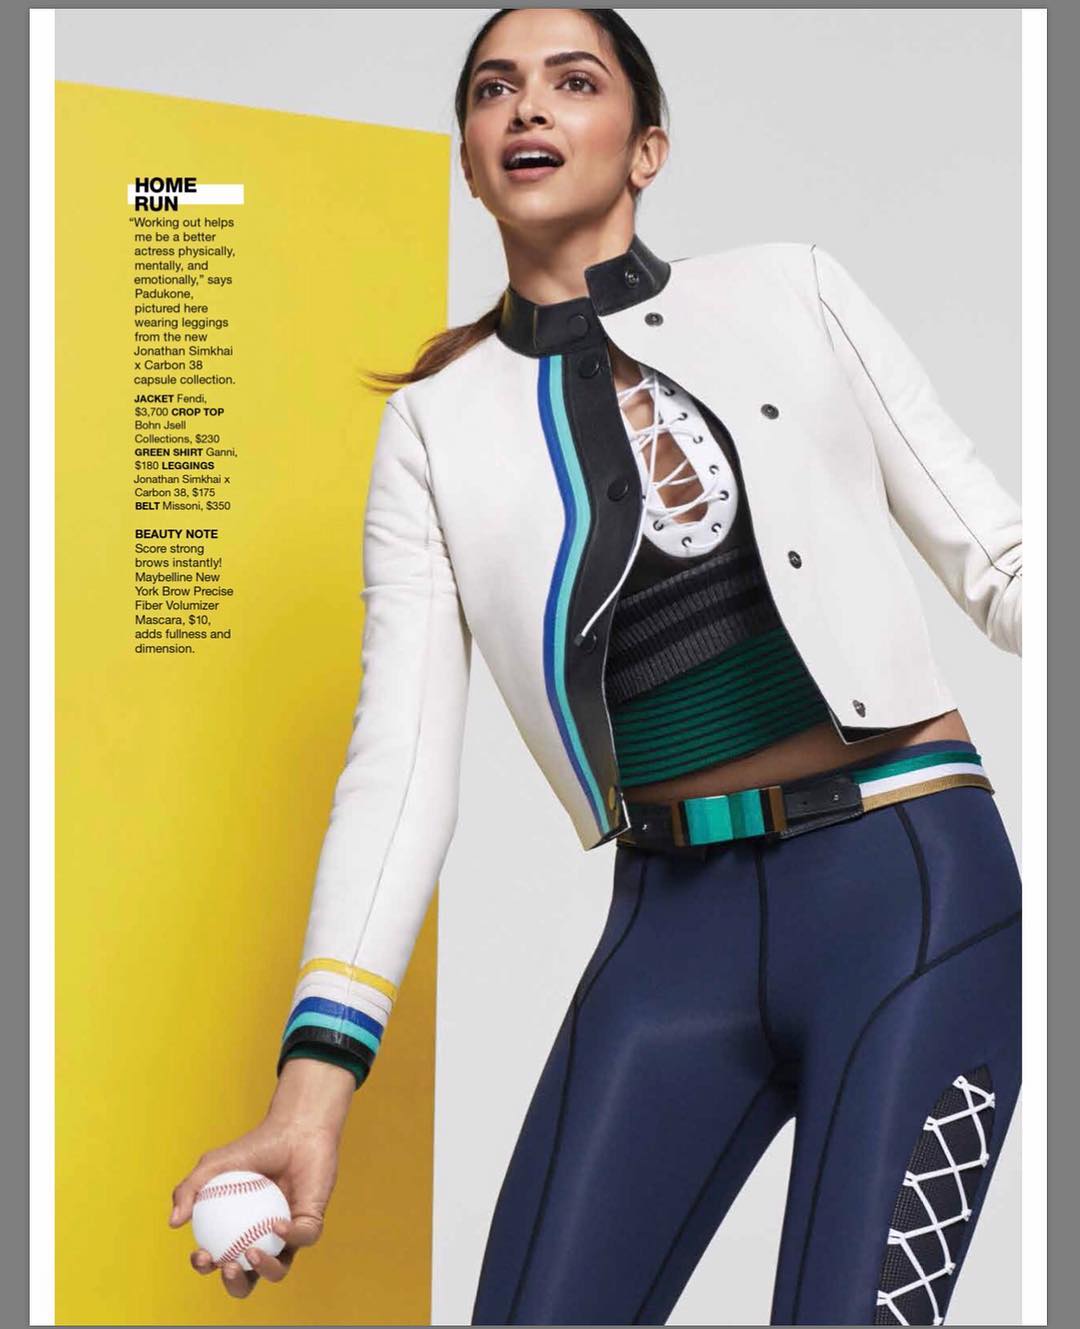 HOME
RUN
“Working out helps
me be a better
actress physically,
mentally, and
emotionally,” says
Padukone,
pictured here
wearing leggings
from the new
Jonathan Simkhai
x Carbon 38
capsule collection.
JACKET Fendi,
$3,700 CROP TOP
Bohn Jsell
Collections, $230
GREEN SHIRT Ganni,
$180 LEGGINGS
Jonathan Simkhai x
Carbon 38, $175
BELT Missoni, $350
BEAUTY NOTE
Score strong
brows instantly!
Maybelline New
York Brow Precise
Fiber Volumizer
Mascara, $10,
adds fullness and
dimension.